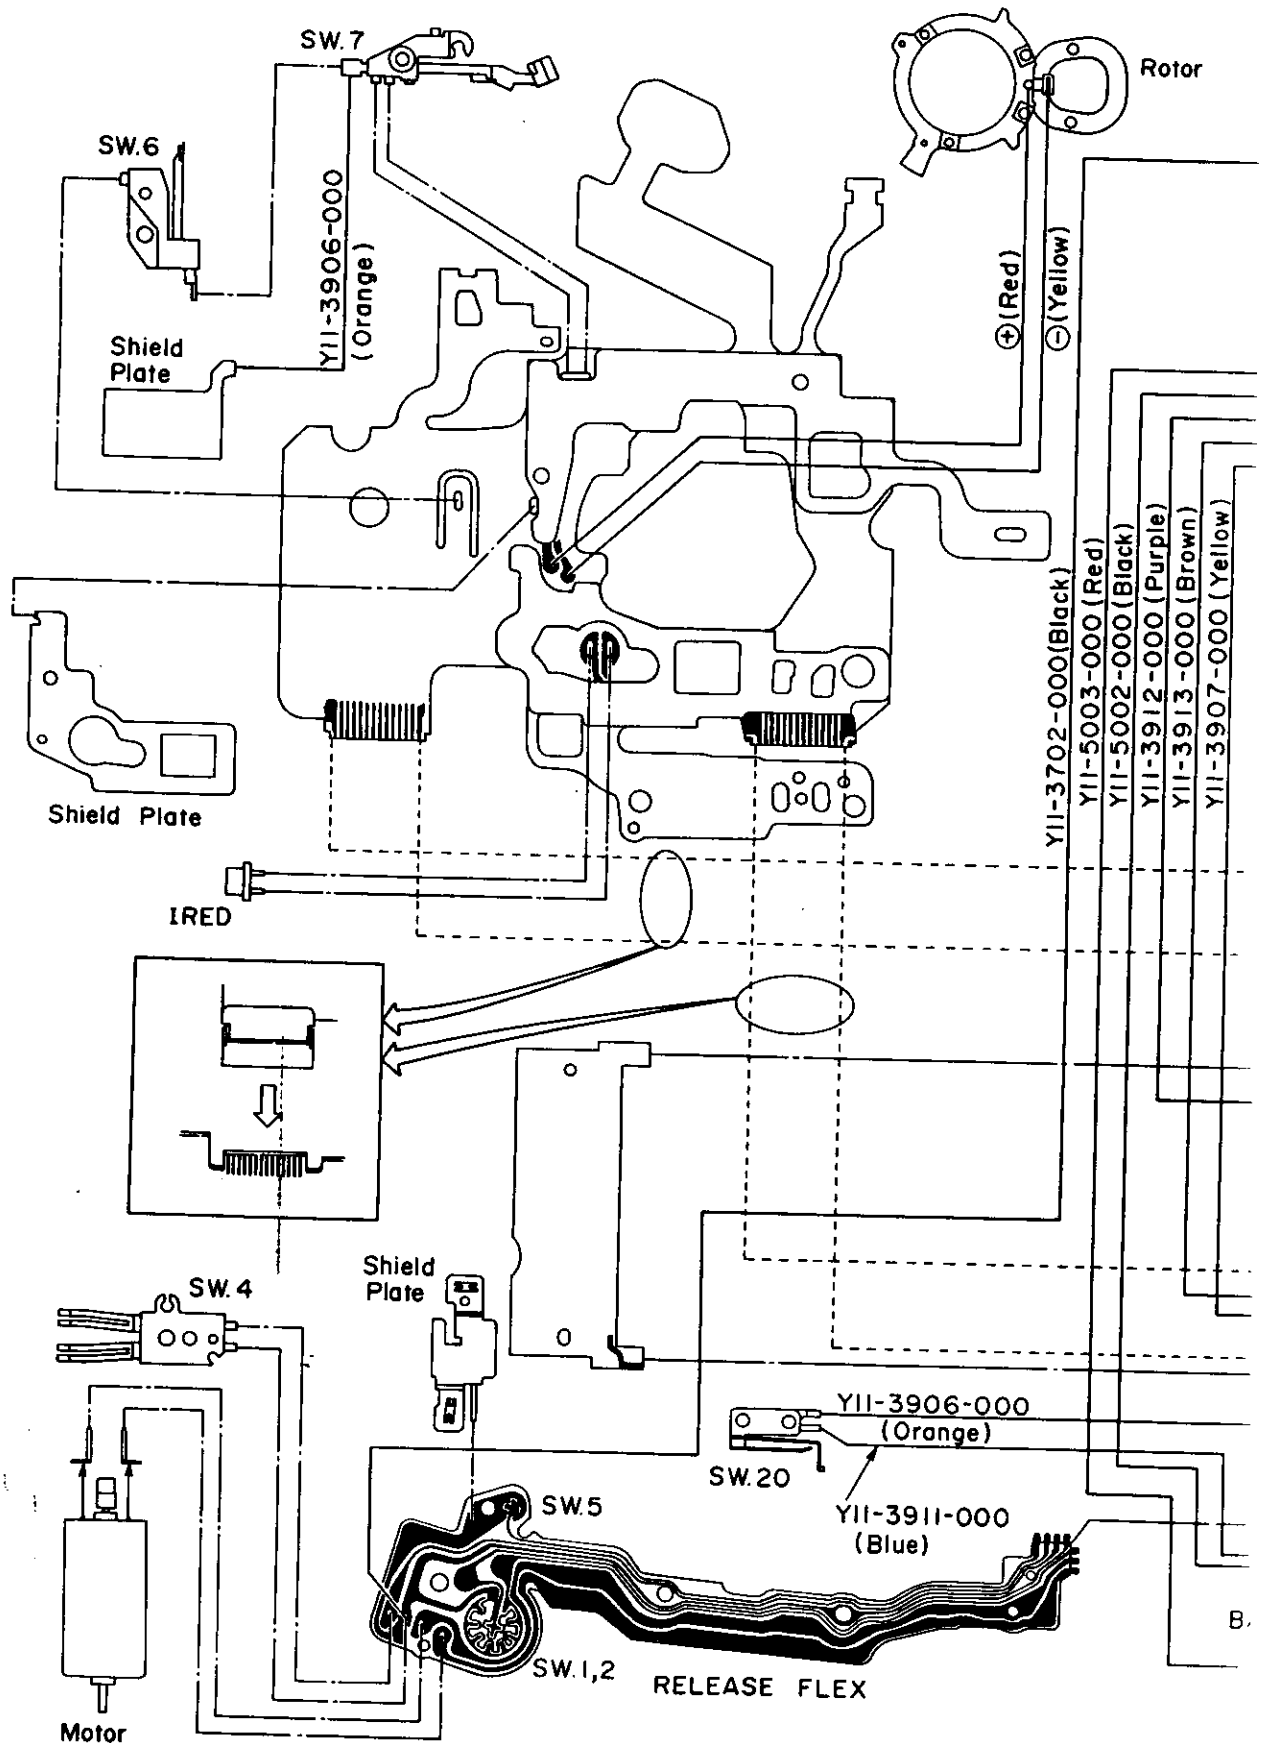 SW.7
Rotor
SW.6
Y11-3906-000
(Orange)
⊕(Red)
⊖(Yellow)
Shield
Plate
Y11-3702-000(Black)
Y11-5003-000(Red)
Y11-5002-000(Black)
Y11-3912-000(Purple)
Y11-3913-000(Brown)
Y11-3907-000(Yellow)
Shield Plate
IRED
Shield
Plate
SW.4
Y11-3906-000
(Orange)
SW.20
SW.5
Y11-3911-000
(Blue)
B
SW.1,2
RELEASE FLEX
Motor